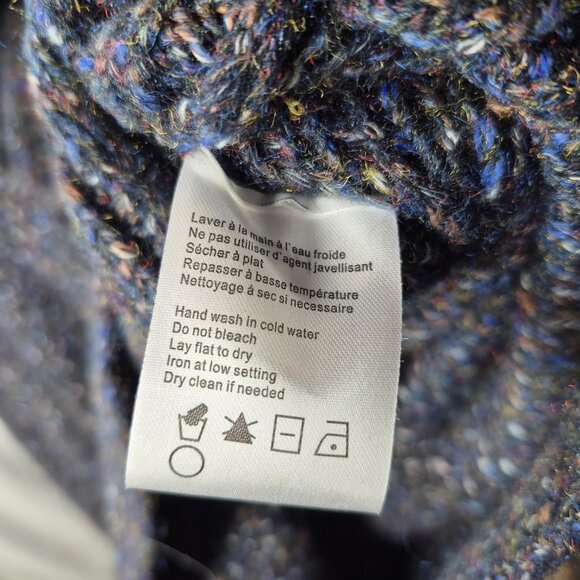 Laver à la main à l'eau froide
Ne pas utiliser d'agent javellisant
Sécher à plat
Repasser à basse température
Nettoyage à sec si necessaire
Hand wash in cold water
Do not bleach
Lay flat to dry
Iron at low setting
Dry clean if needed